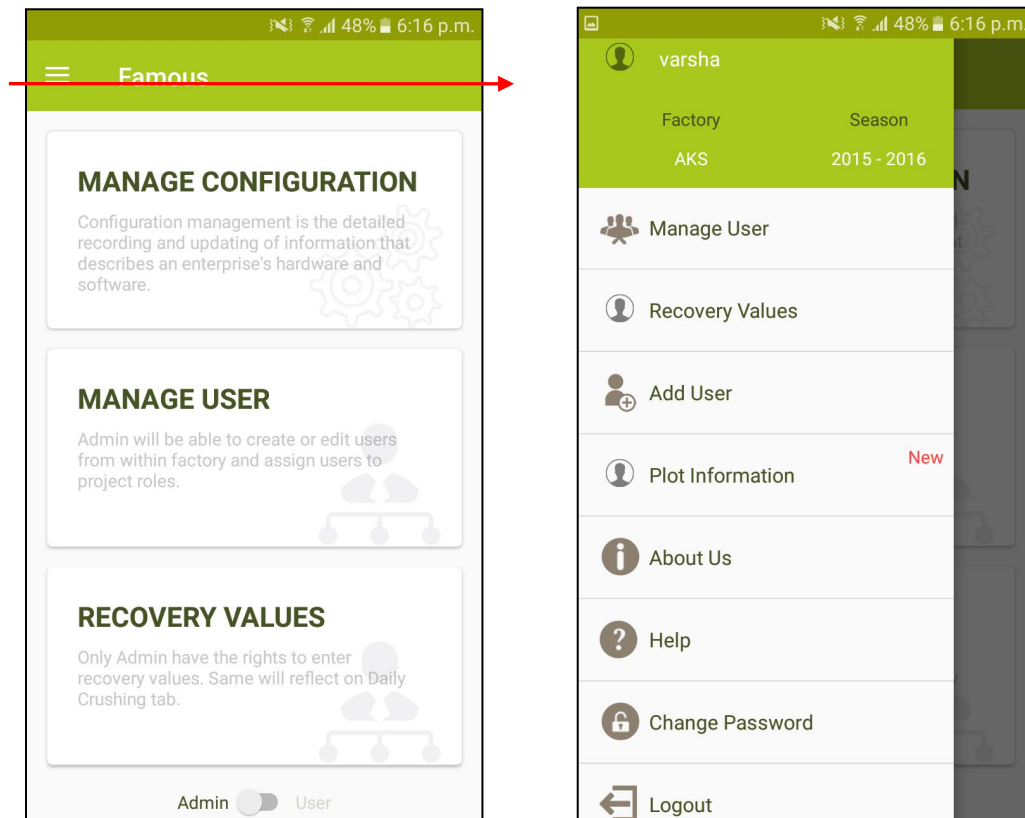 48% 6:16 p.m.
Famous
MANAGE CONFIGURATION
Configuration management is the detailed
recording and updating of information that
describes an enterprise's hardware and
software.
MANAGE USER
Admin will be able to create or edit users
from within factory and assign users to
project roles.
RECOVERY VALUES
Only Admin have the rights to enter
recovery values. Same will reflect on Daily
Crushing tab.
Admin User
48% 6:16 p.m.
varsha
Factory Season
AKS 2015 - 2016
N
Manage User
Recovery Values
Add User
Plot Information New
About Us
Help
Change Password
Logout